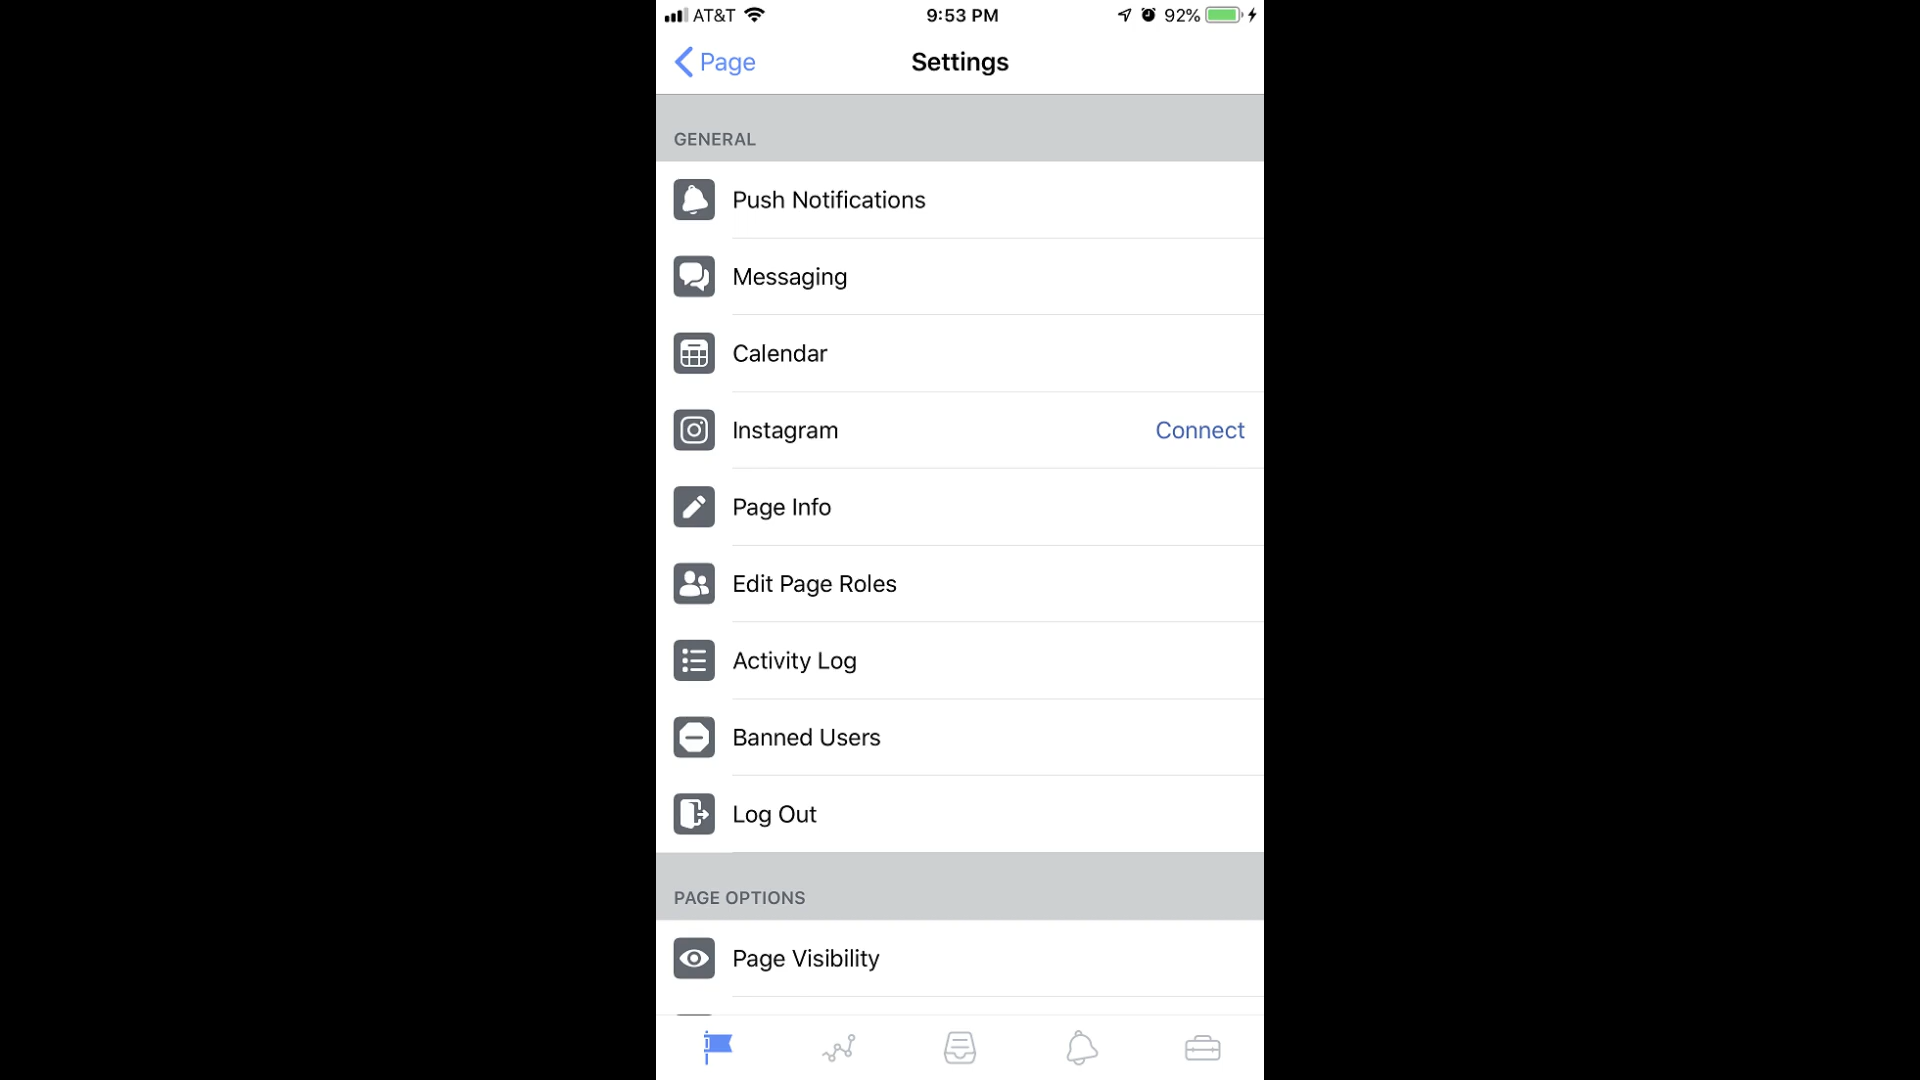 AT&T 9:53 PM 92%
Page Settings
GENERAL
Push Notifications
Messaging
Calendar
Instagram Connect
Page Info
Edit Page Roles
Activity Log
Banned Users
Log Out
PAGE OPTIONS
Page Visibility